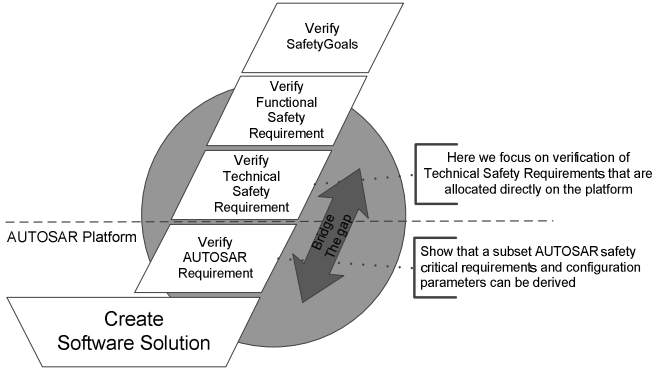 Verify
SafetyGoals
Verify
Functional
Safety
Requirement
Verify
Technical
Safety
Requirement
Here we focus on verification of
Technical Safety Requirements that are
allocated directly on the platform
Bridge
The gap
AUTOSAR Platform
Verify
AUTOSAR
Requirement
Show that a subset AUTOSAR safety
critical requirements and configuration
parameters can be derived
Create
Software Solution